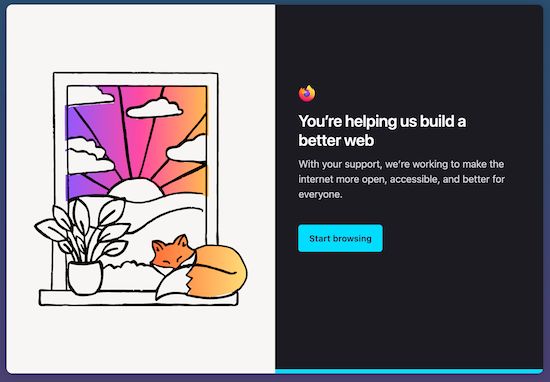 You’re helping us build a
better web
With your support, we’re working to make the
internet more open, accessible, and better for
everyone.
Start browsing